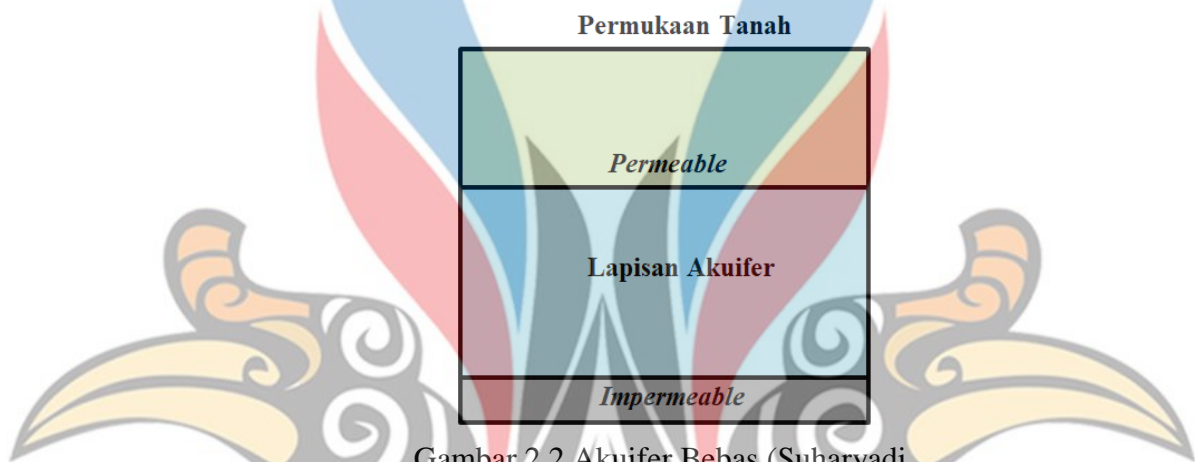 Permukaan Tanah
Permeable
Lapisan Akuifer
Impermeable
Gambar 2.2 Akuifer Bebas (Suharyadi,